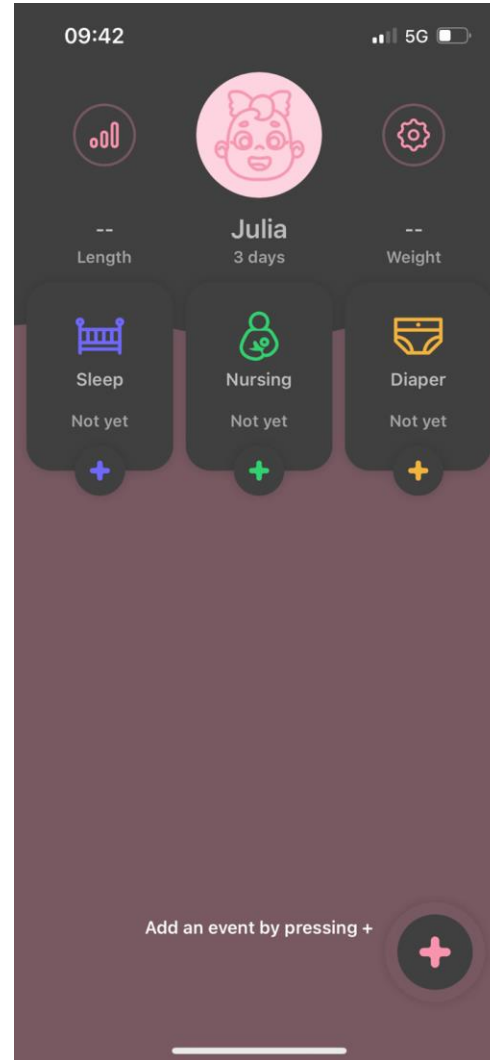 09:42
5G
--
Julia
--
Length
3 days
Weight
Sleep
Nursing
Diaper
Not yet
Not yet
Not yet
Add an event by pressing +